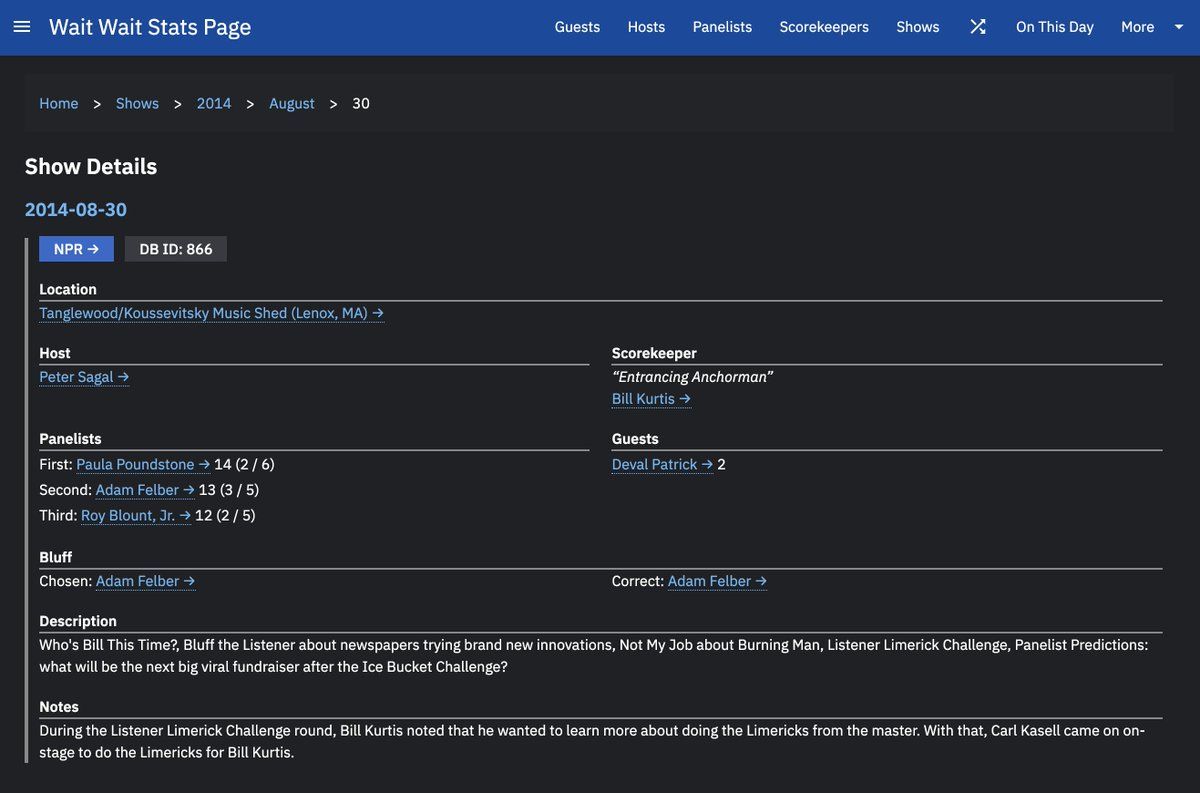 Wait Wait Stats Page
Guests Hosts Panelists Scorekeepers Shows On This Day More
Home > Shows > 2014 > August > 30
Show Details
2014-08-30
NPR → DB ID: 866
Location
Tanglewood/Koussevitsky Music Shed (Lenox, MA) →
Host
Peter Sagal →
Scorekeeper
“Entrancing Anchorman”
Bill Kurtis →
Panelists
First: Paula Poundstone → 14 (2 / 6)
Second: Adam Felber → 13 (3 / 5)
Third: Roy Blount, Jr. → 12 (2 / 5)
Guests
Deval Patrick → 2
Bluff
Chosen: Adam Felber →
Correct: Adam Felber →
Description
Who's Bill This Time?, Bluff the Listener about newspapers trying brand new innovations, Not My Job about Burning Man, Listener Limerick Challenge, Panelist Predictions:
what will be the next big viral fundraiser after the Ice Bucket Challenge?
Notes
During the Listener Limerick Challenge round, Bill Kurtis noted that he wanted to learn more about doing the Limericks from the master. With that, Carl Kasell came on on-
stage to do the Limericks for Bill Kurtis.